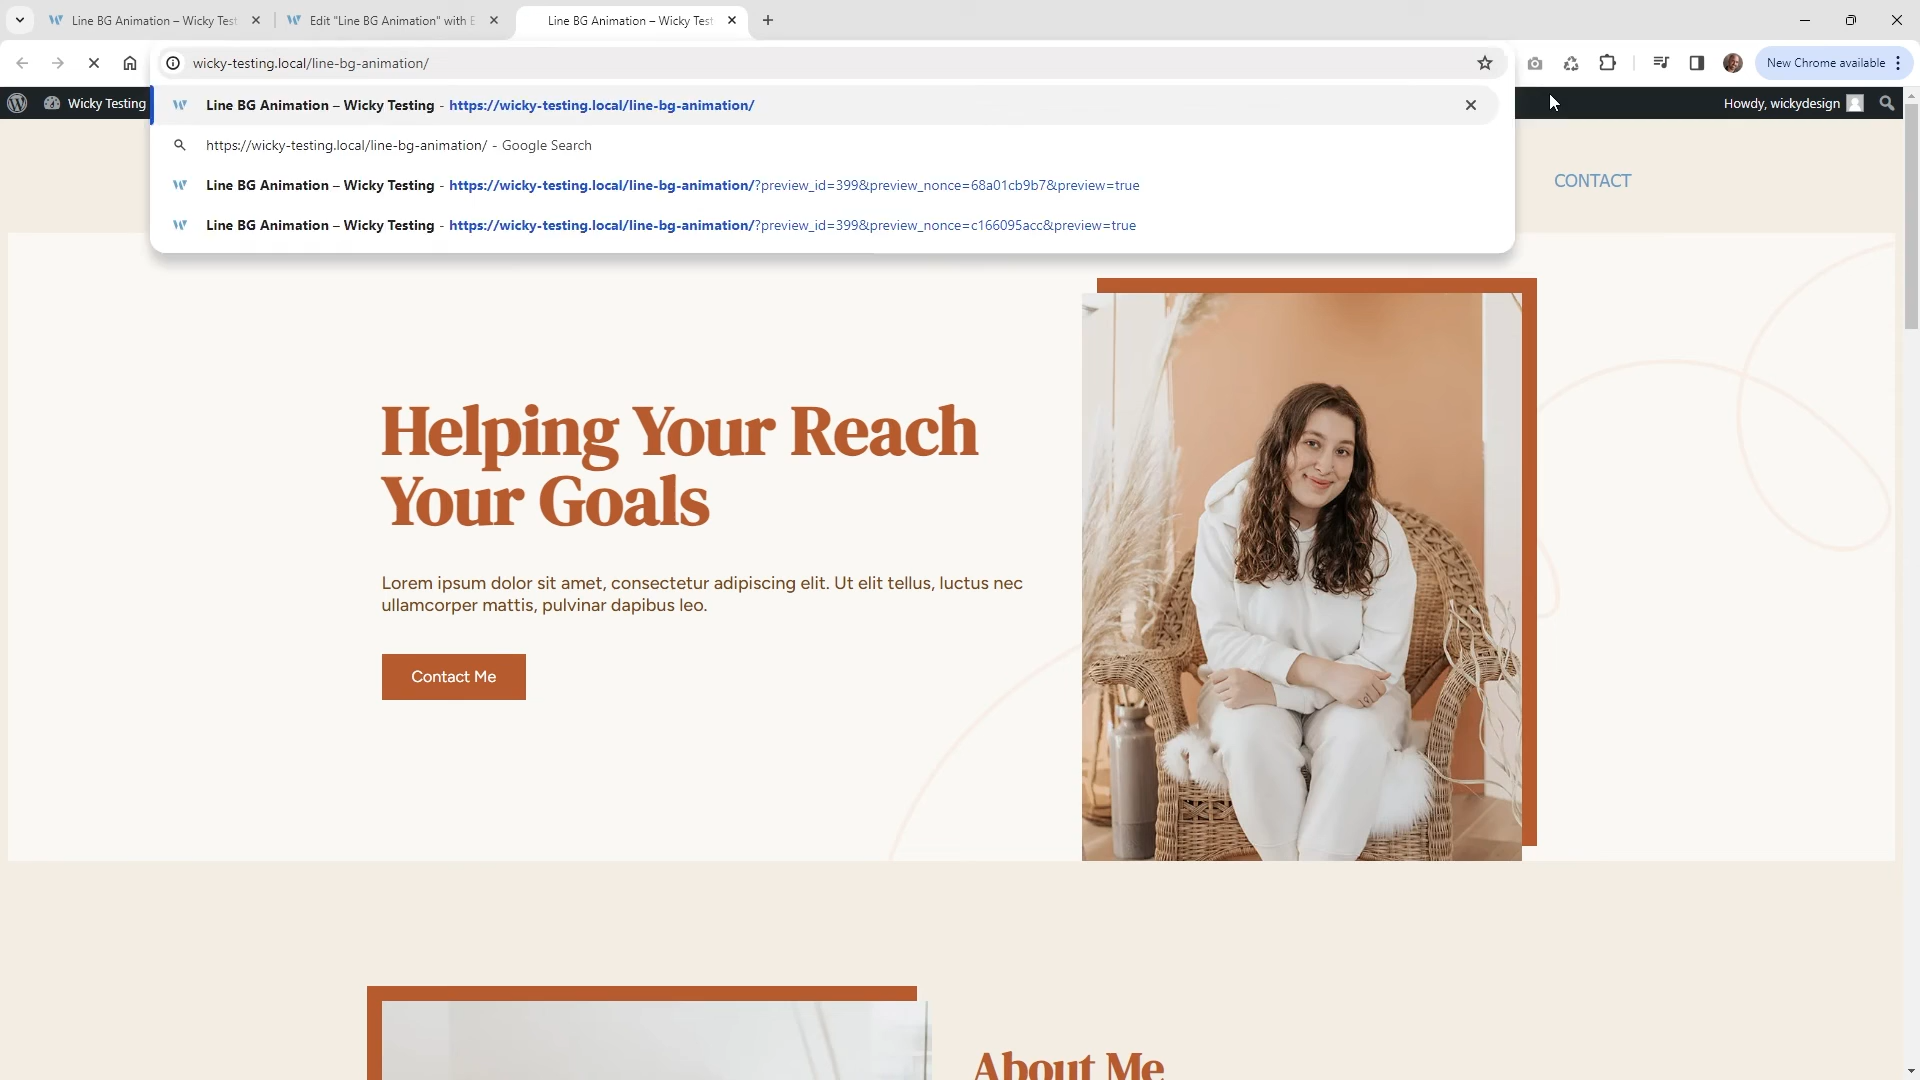 Line BG Animation – Wicky Test
Edit "Line BG Animation" with E
Line BG Animation – Wicky Test
wicky-testing.local/line-bg-animation/
New Chrome available
Wicky Testing
Line BG Animation – Wicky Testing - https://wicky-testing.local/line-bg-animation/
Howdy, wickydesign
https://wicky-testing.local/line-bg-animation/ - Google Search
Line BG Animation – Wicky Testing - https://wicky-testing.local/line-bg-animation/?preview_id=399&preview_nonce=68a01cb9b7&preview=true
CONTACT
Line BG Animation – Wicky Testing - https://wicky-testing.local/line-bg-animation/?preview_id=399&preview_nonce=c166095acc&preview=true
Helping Your Reach
Your Goals
Lorem ipsum dolor sit amet, consectetur adipiscing elit. Ut elit tellus, luctus nec
ullamcorper mattis, pulvinar dapibus leo.
Contact Me
About Me